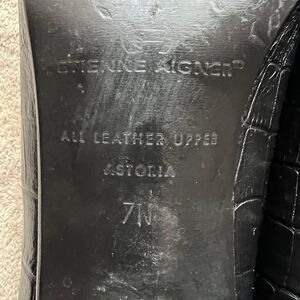 ETIENNE AIGNER®
ALL LEATHER UPPER
ASTORIA
7N